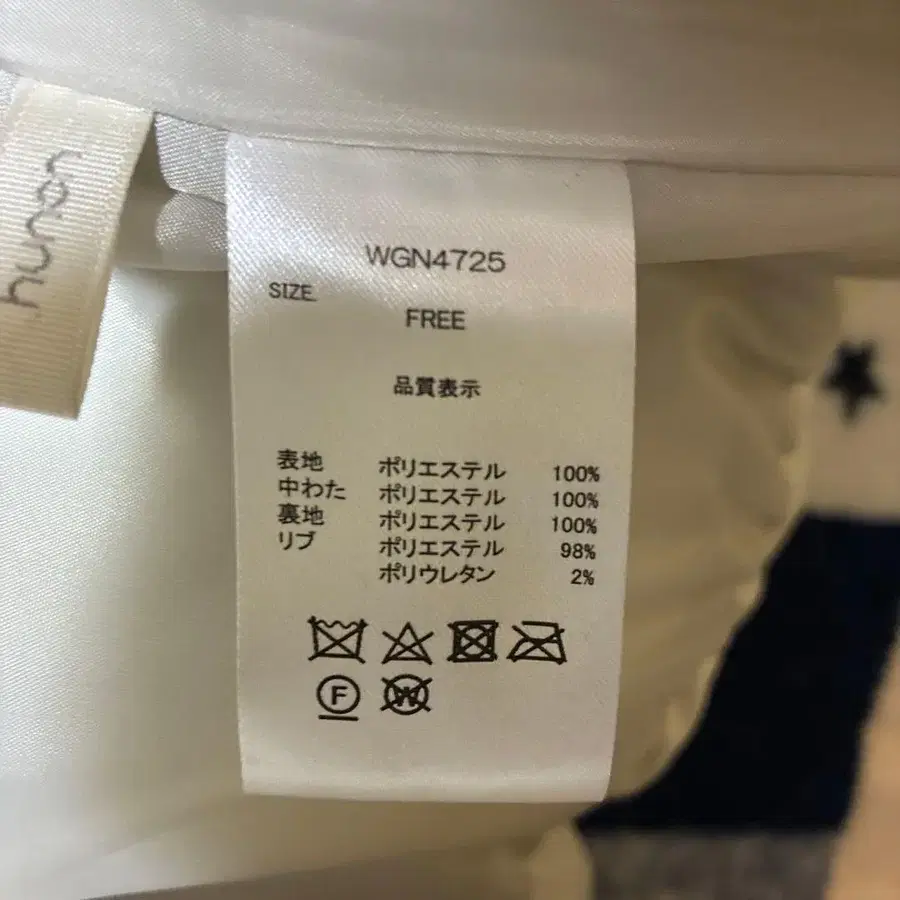 WGN4725
SIZE
FREE
品質表示
表地 ポリエステル 100%
中わた ポリエステル 100%
裏地 ポリエステル 100%
リブ ポリエステル 98%
ポリウレタン 2%
F W